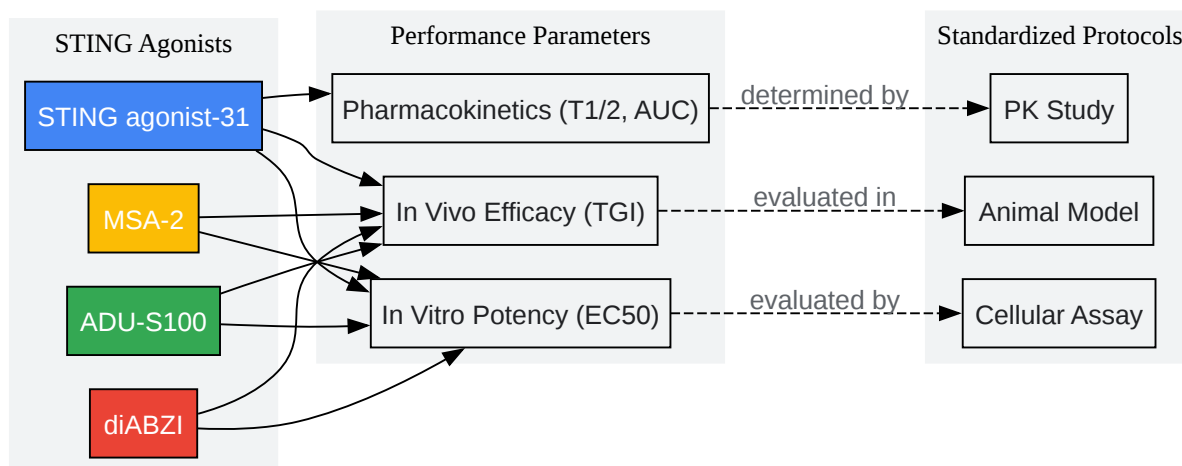 STING Agonists
STING agonist-31
MSA-2
ADU-S100
diABZI
Performance Parameters
Pharmacokinetics (T1/2, AUC)
In Vivo Efficacy (TGI)
In Vitro Potency (EC50)
determined by
evaluated in
evaluated by
Standardized Protocols
PK Study
Animal Model
Cellular Assay